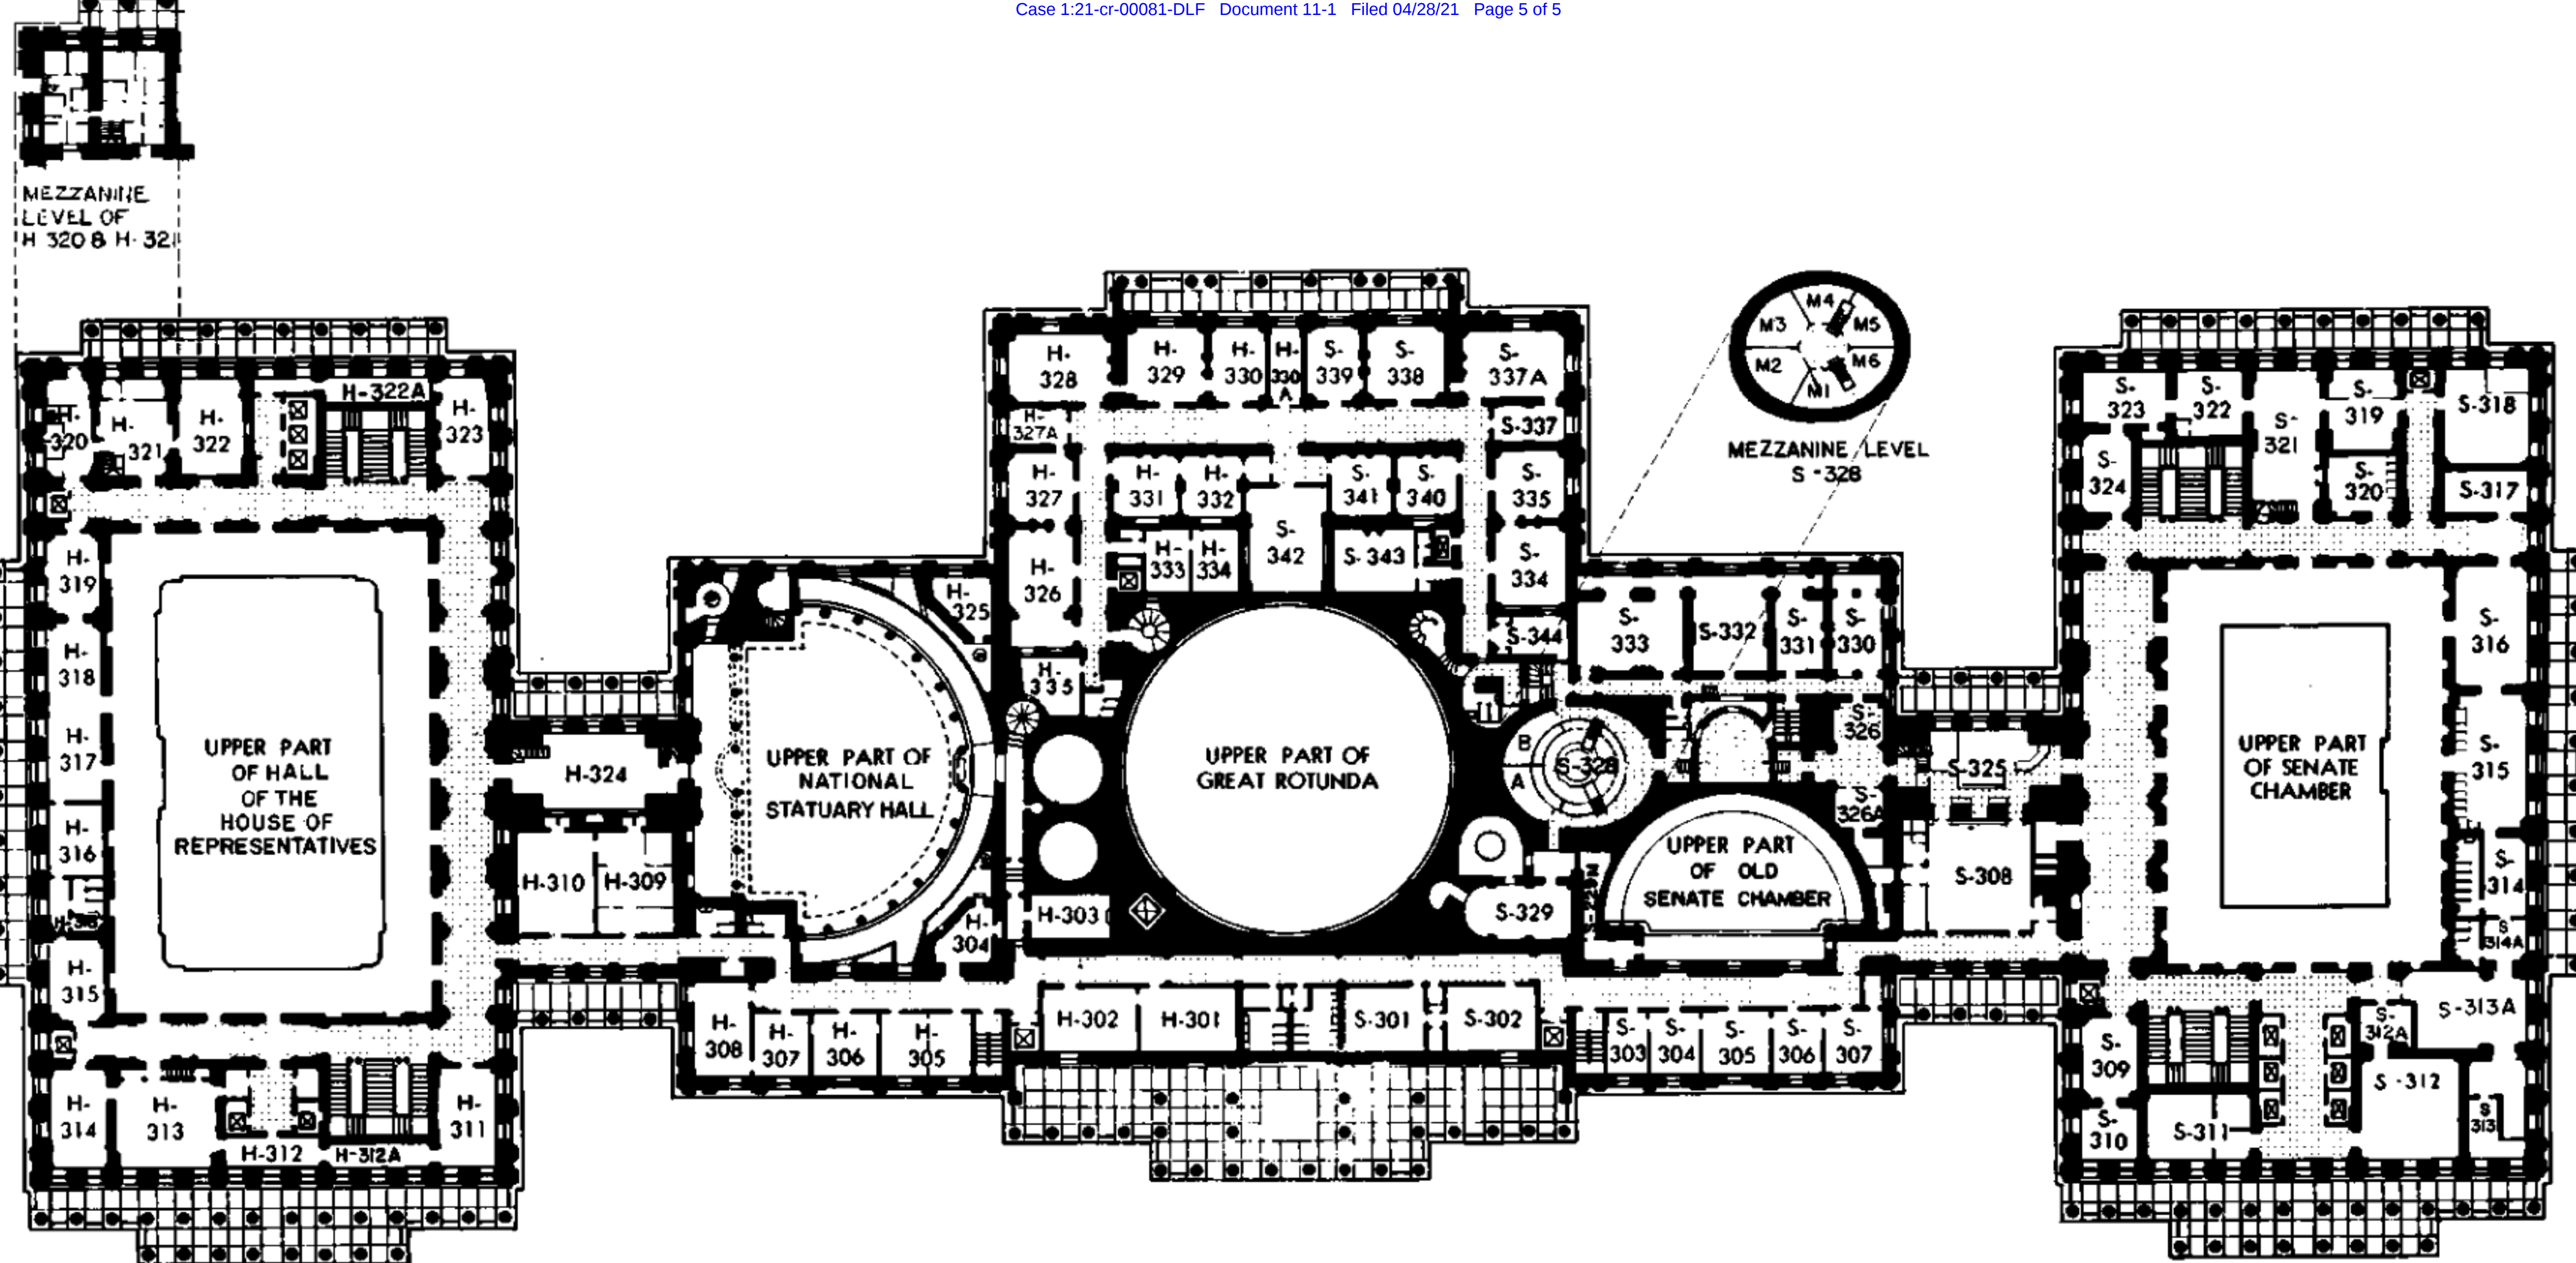 Case 1:21-cr-00081-DLF Document 11-1 Filed 04/28/21 Page 5 of 5
MEZZANINE
LEVEL OF
H 320 & H-321
H-
320
H-
321
H-
322
H-322A
H-
323
H-
319
H-
318
H-
317
H-
316
H-
315
H-
314
H-
313
H-312
H-312A
H-
311
UPPER PART
OF HALL
OF THE
HOUSE OF
REPRESENTATIVES
H-324
H-310
H-309
UPPER PART OF
NATIONAL
STATUARY HALL
H-
325
H-
304
H-
308
H-
307
H-
306
H-
305
H-
328
H-
329
H-
330
H-
330
A
S-
339
S-
338
S-
337A
H-
327A
S-337
H-
327
H-
331
H-
332
S-
341
S-
340
S-
335
H-
326
H-
333
H-
334
S-
342
S-343
S-
334
H-
335
S-344
UPPER PART OF
GREAT ROTUNDA
H-303
H-302
H-301
S-301
S-302
B
A
S-328
S-329
M4
M3
M5
M2
M6
M1
MEZZANINE LEVEL
S-328
S-
333
S-332
S-
331
S-
330
S-
326
S-
326A
UPPER PART
OF OLD
SENATE CHAMBER
S-
303
S-
304
S-
305
S-
306
S-
307
S-325
S-308
S-
323
S-
322
S-
321
S-
319
S-318
S-
324
S-
320
S-317
UPPER PART
OF SENATE
CHAMBER
S-
316
S-
315
S-
314
S
314A
S-313A
S-
312A
S-312
S
313
S-
309
S-
310
S-311